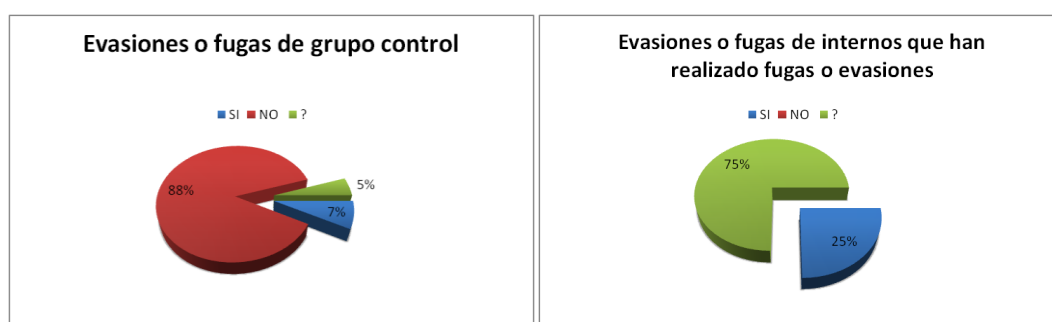 Evasiones o fugas de grupo control
SI NO ?
88%
5%
7%
Evasiones o fugas de internos que han
realizado fugas o evasiones
SI NO ?
75%
25%